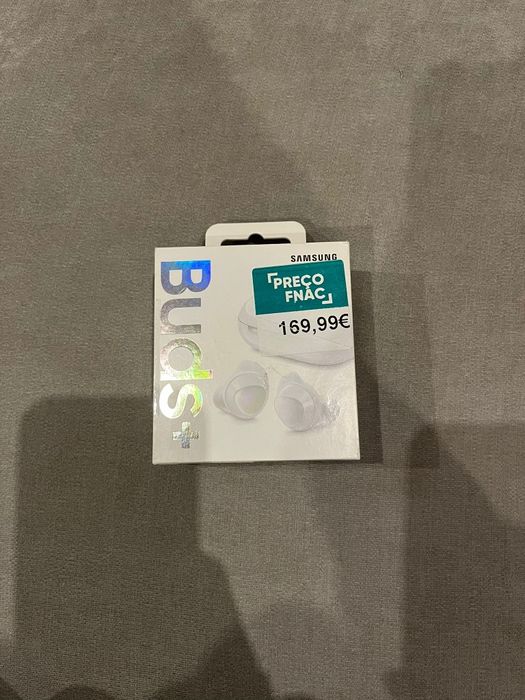 SAMSUNG
Buds+
PREÇO
FNAC
169,99€